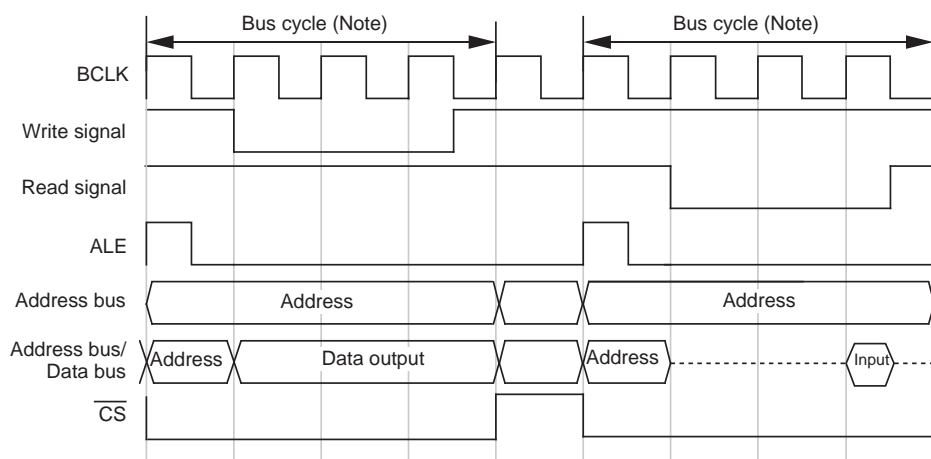 Bus cycle (Note) Bus cycle (Note)
BCLK
Write signal
Read signal
ALE
Address bus Address Address
Address bus/
Data bus Address Data output Address Input
CS